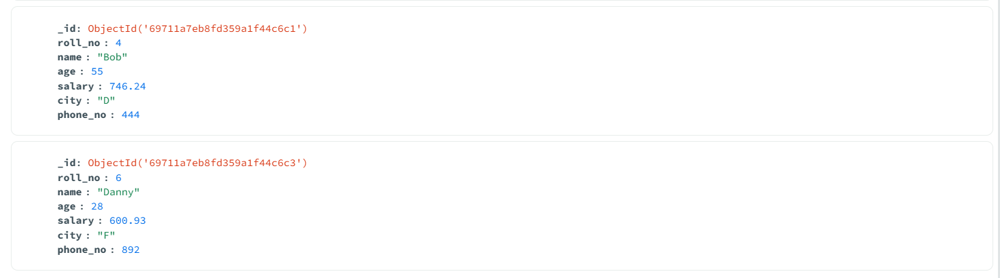 _id: ObjectId('69711a7eb8fd359a1f44c6c1')
roll_no : 4
name : "Bob"
age : 55
salary : 746.24
city : "D"
phone_no : 444
_id: ObjectId('69711a7eb8fd359a1f44c6c3')
roll_no : 6
name : "Danny"
age : 28
salary : 600.93
city : "F"
phone_no : 892